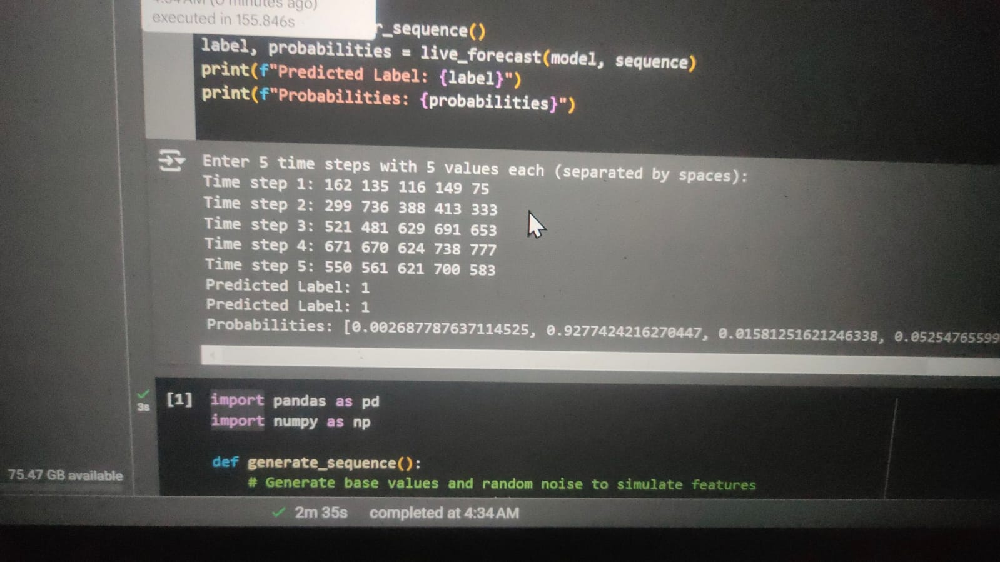 4:34 AM (0 minutes ago)
executed in 155.846s
r_sequence()
label, probabilities = live_forecast(model, sequence)
print(f"Predicted Label: {label}")
print(f"Probabilities: {probabilities}")
Enter 5 time steps with 5 values each (separated by spaces):
Time step 1: 162 135 116 149 75
Time step 2: 299 736 388 413 333
Time step 3: 521 481 629 691 653
Time step 4: 671 670 624 738 777
Time step 5: 550 561 621 700 583
Predicted Label: 1
Predicted Label: 1
Probabilities: [0.002687787637114525, 0.9277424216270447, 0.01581251621246338, 0.05254765599
3s
[1] import pandas as pd
import numpy as np
def generate_sequence():
# Generate base values and random noise to simulate features
75.47 GB available
2m 35s completed at 4:34 AM